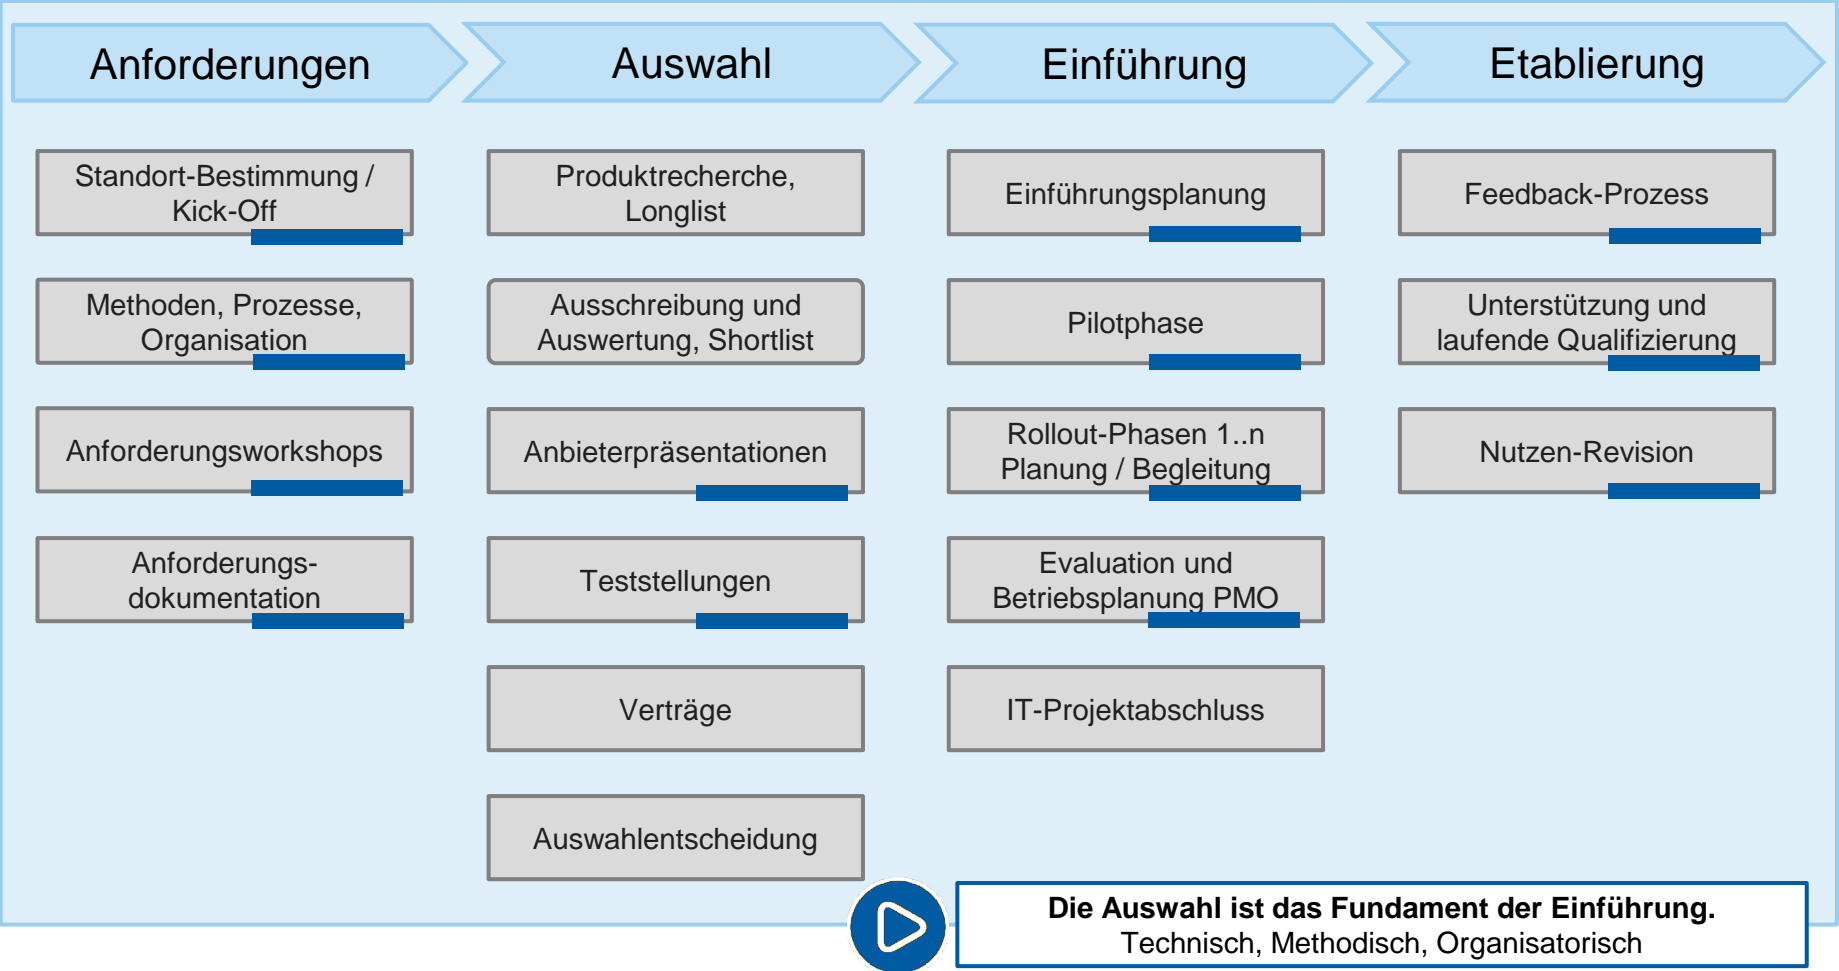 Anforderungen
Auswahl
Einführung
Etablierung
Standort-Bestimmung /
Kick-Off
Methoden, Prozesse,
Organisation
Anforderungsworkshops
Anforderungs-
dokumentation
Produktrecherche,
Longlist
Ausschreibung und
Auswertung, Shortlist
Anbieterpräsentationen
Teststellungen
Verträge
Auswahlentscheidung
Einführungsplanung
Pilotphase
Rollout-Phasen 1..n
Planung / Begleitung
Evaluation und
Betriebsplanung PMO
IT-Projektabschluss
Feedback-Prozess
Unterstützung und
laufende Qualifizierung
Nutzen-Revision
Die Auswahl ist das Fundament der Einführung.
Technisch, Methodisch, Organisatorisch